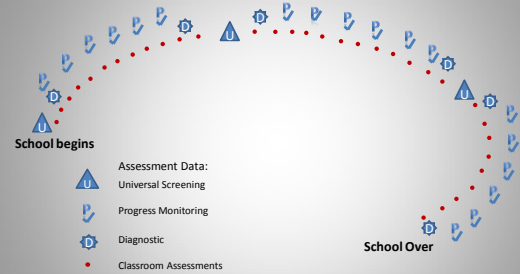 D U D P P P P P P
P P P P P D
P D U D
U P
School begins P
P
Assessment Data: P
U Universal Screening P
P Progress Monitoring D P P
D Diagnostic School Over
Classroom Assessments